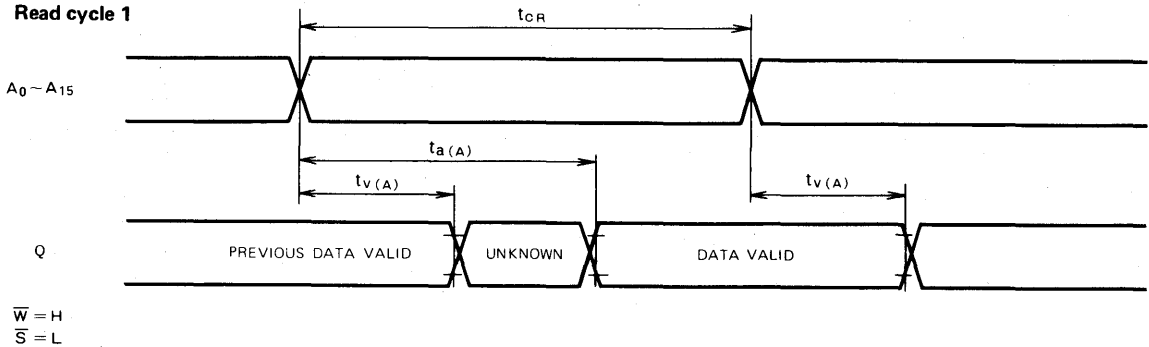 Read cycle 1
tCR
A0~A15
ta(A)
tv(A)
tv(A)
Q
PREVIOUS DATA VALID
UNKNOWN
DATA VALID
W̅ = H
S̅ = L